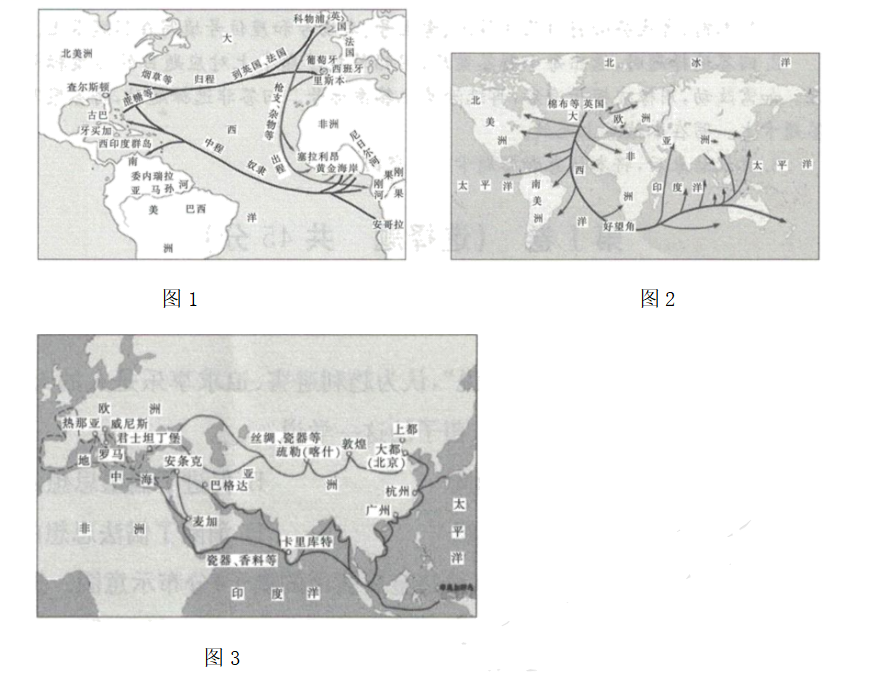 科物浦
英国
大
北美洲
法国
葡萄牙
西班牙
里斯本
烟草等
归程
到英国、法国
查尔斯顿
蔗糖等
枪支、杂物等
古巴
西
非洲
牙买加
西印度群岛
中程
尼日尔河
出程
塞拉利昂
南
奴隶
黄金海岸
委内瑞拉
刚果河
刚果
亚马孙河
美
巴西
洋
安哥拉
洲
图1
北 冰 洋
北美洲
棉布等
英国
大
欧 洲
亚 洲
非
太 平 洋
南美洲
西
印 度 洋
太 平 洋
洲
洋
好望角
图2
欧 洲
热那亚
威尼斯
上都
君士坦丁堡
丝绸、瓷器等
敦煌
大都
罗马
疏勒(喀什)
(北京)
地
安条克
亚
中 海
巴格达
洲
杭州
太
广州
平
非 洲
麦加
卡里库特
洋
瓷器、香料等
印 度 洋
图3